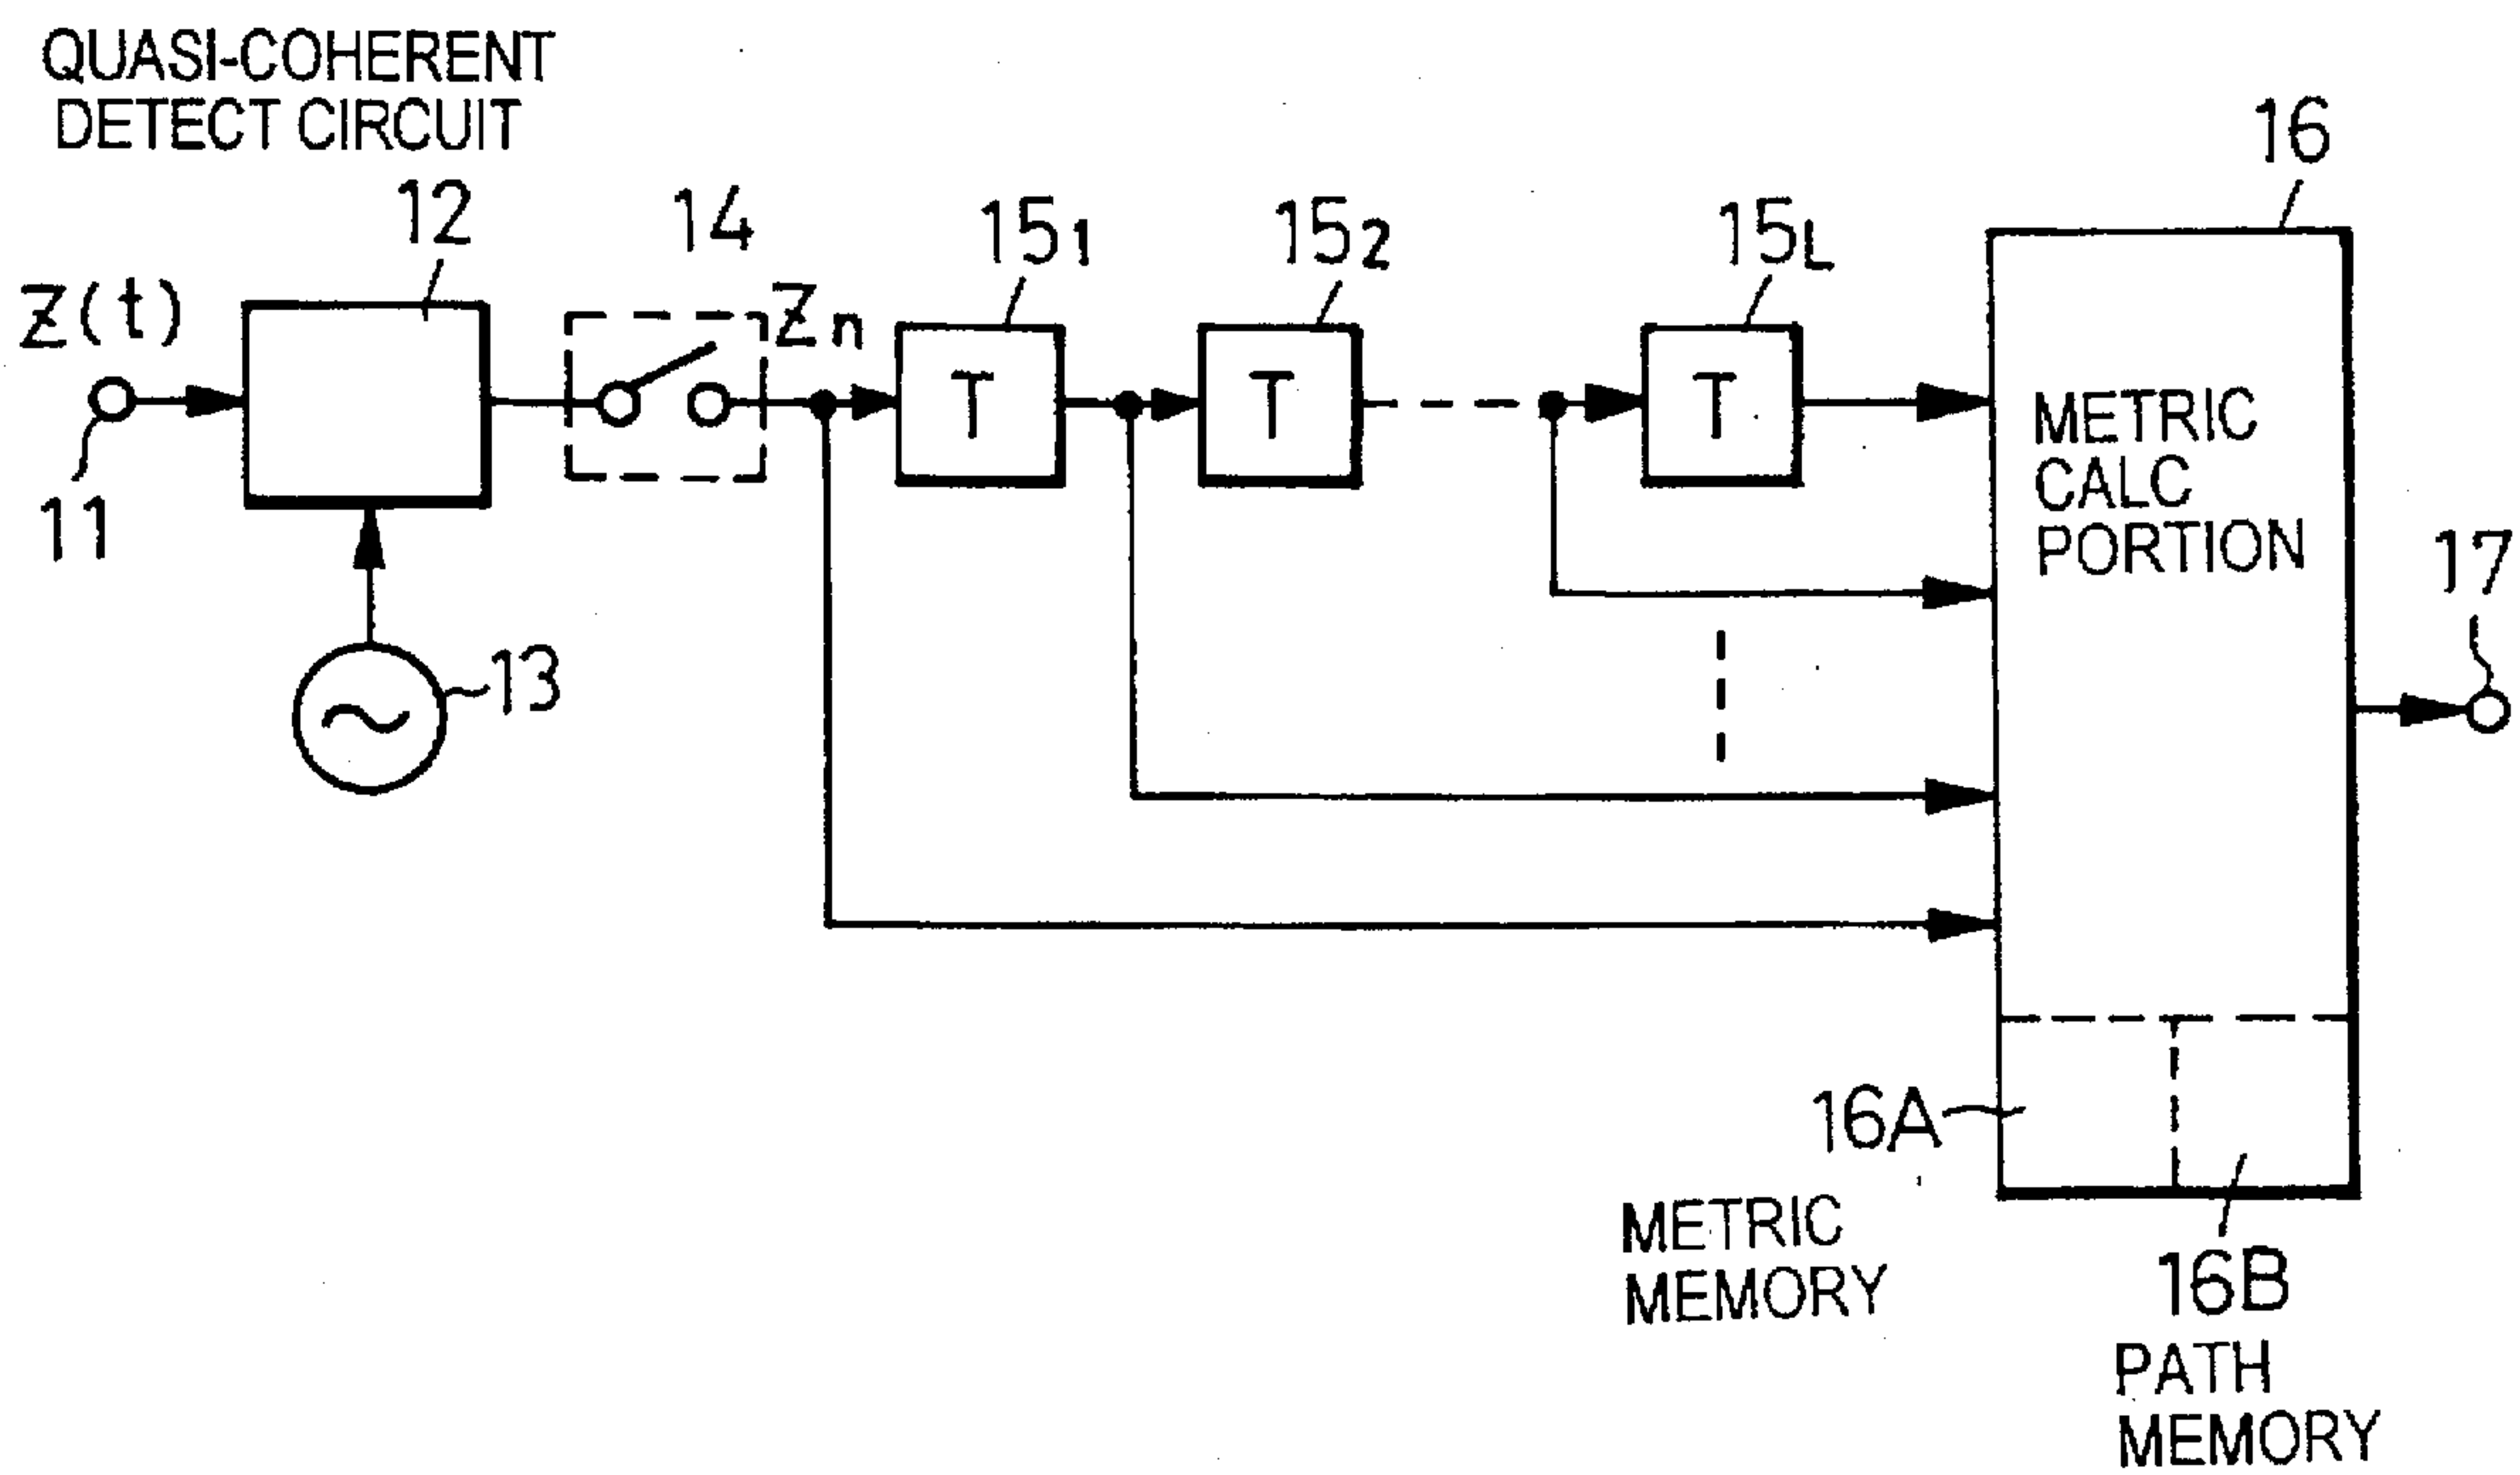 QUASI-COHERENT
DETECT CIRCUIT
12
14
15₁
15₂
15L
16
Z(t)
Zn
T
T
T
11
13
METRIC
CALC
PORTION
17
16A
METRIC
MEMORY
16B
PATH
MEMORY